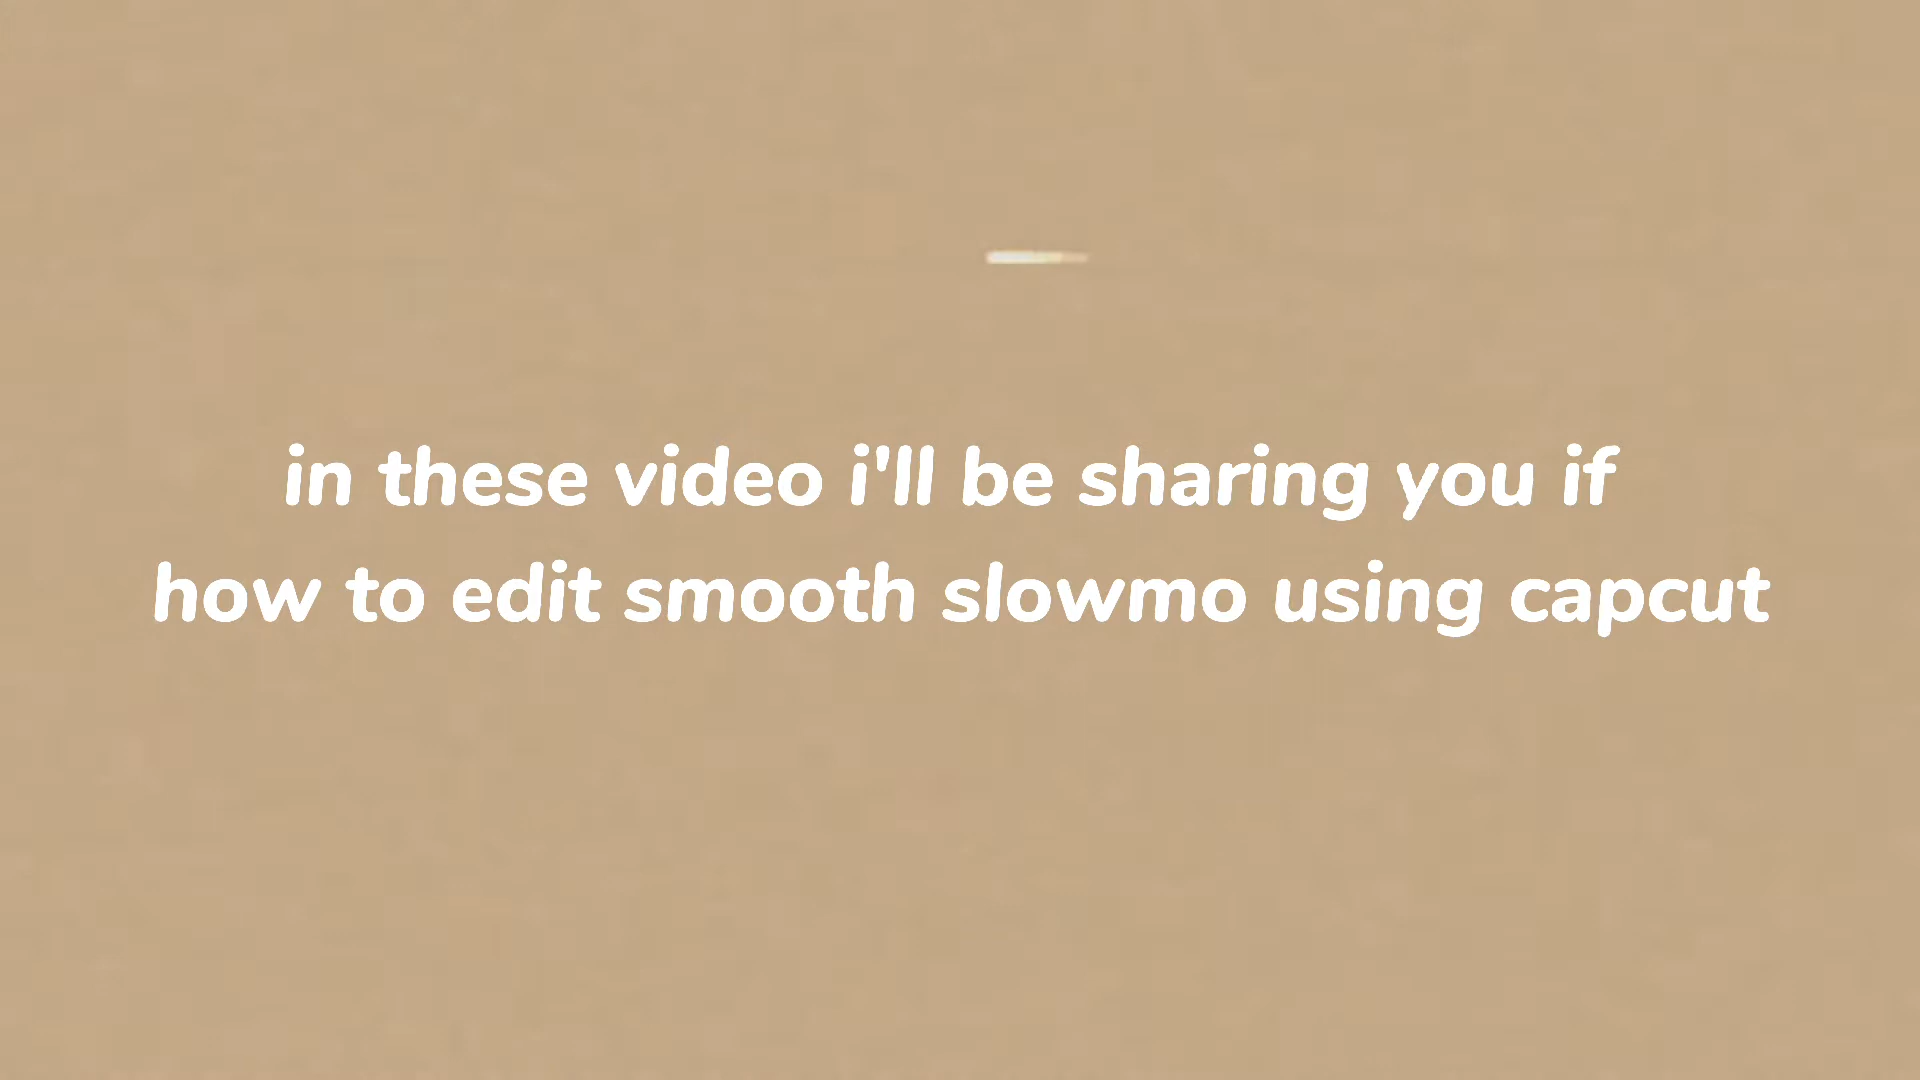 in these video i'll be sharing you if
how to edit smooth slowmo using capcut